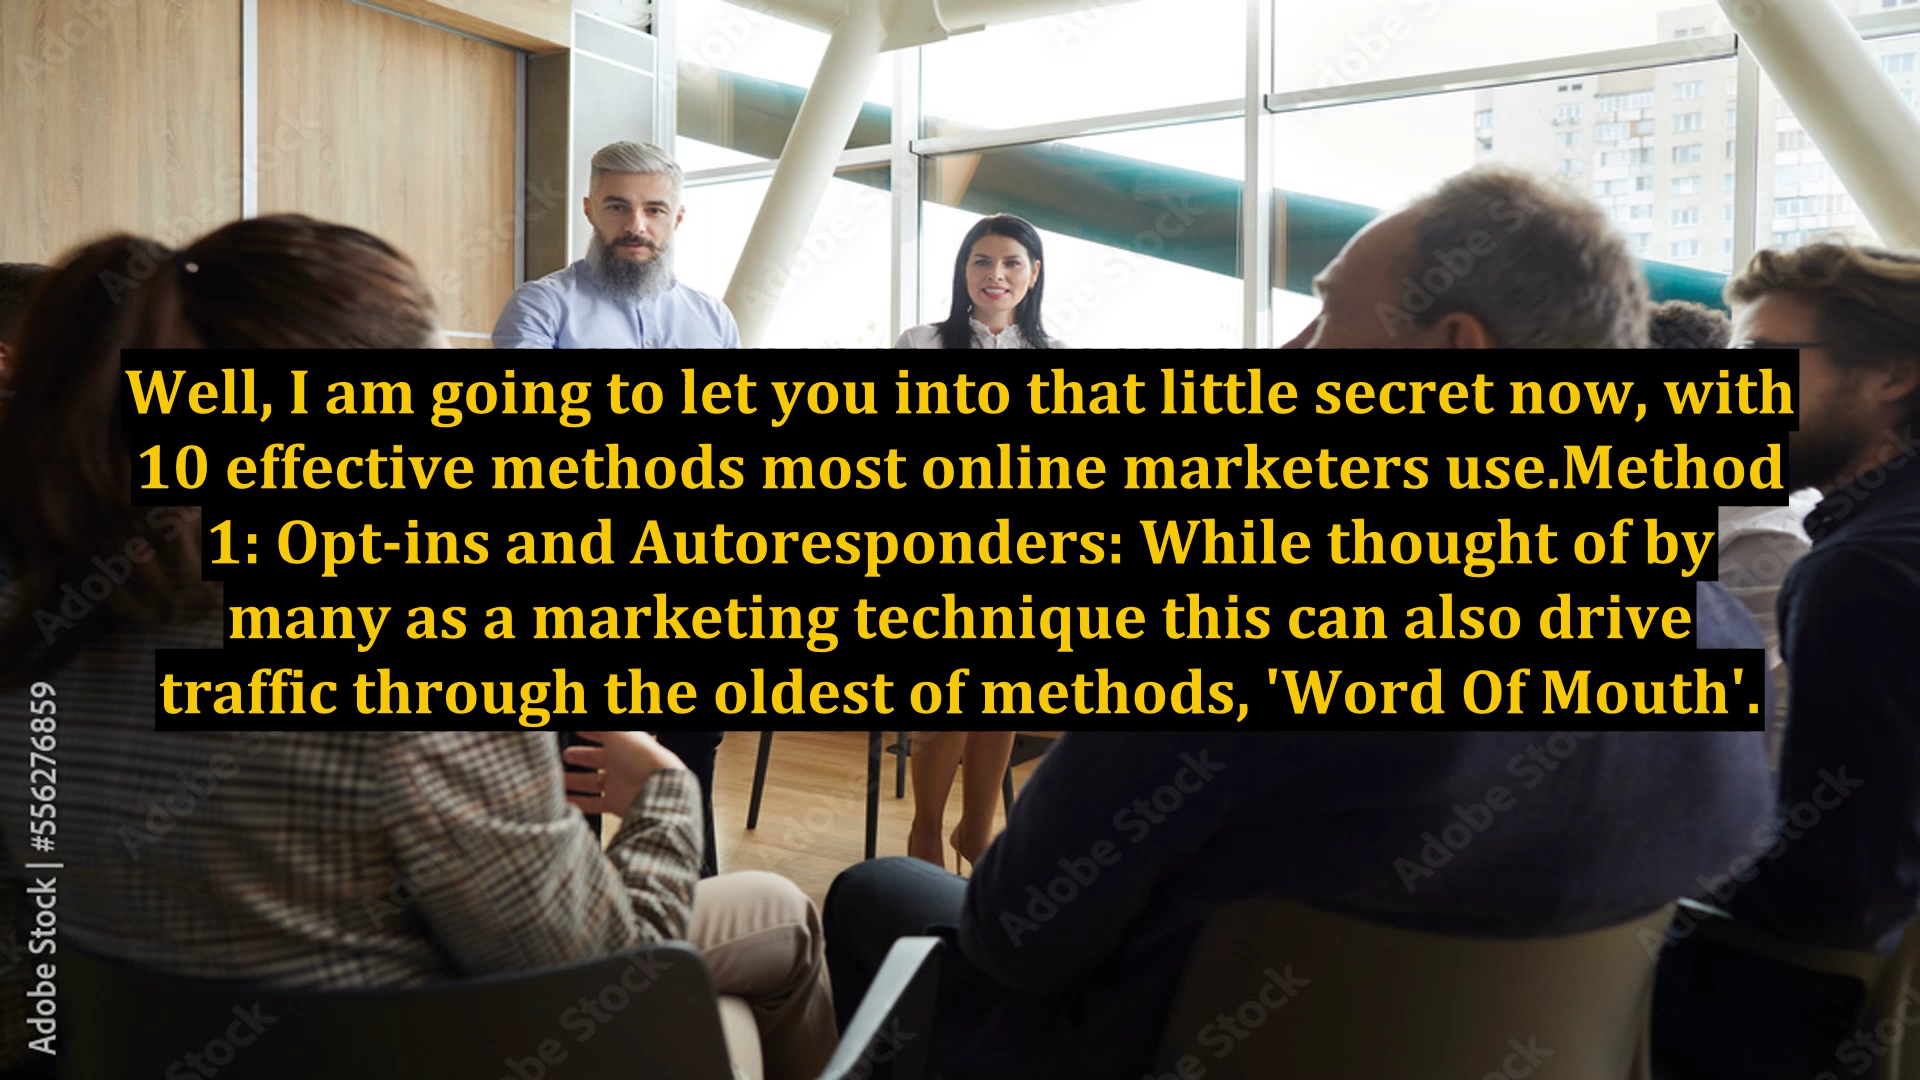 Well, I am going to let you into that little secret now, with
10 effective methods most online marketers use.Method
1: Opt-ins and Autoresponders: While thought of by
many as a marketing technique this can also drive
traffic through the oldest of methods, 'Word Of Mouth'.
Adobe Stock | #556276859